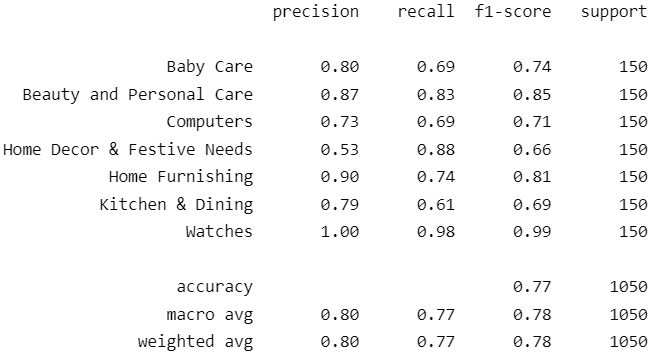 precision recall f1-score support
Baby Care 0.80 0.69 0.74 150
Beauty and Personal Care 0.87 0.83 0.85 150
Computers 0.73 0.69 0.71 150
Home Decor & Festive Needs 0.53 0.88 0.66 150
Home Furnishing 0.90 0.74 0.81 150
Kitchen & Dining 0.79 0.61 0.69 150
Watches 1.00 0.98 0.99 150
accuracy 0.77 1050
macro avg 0.80 0.77 0.78 1050
weighted avg 0.80 0.77 0.78 1050